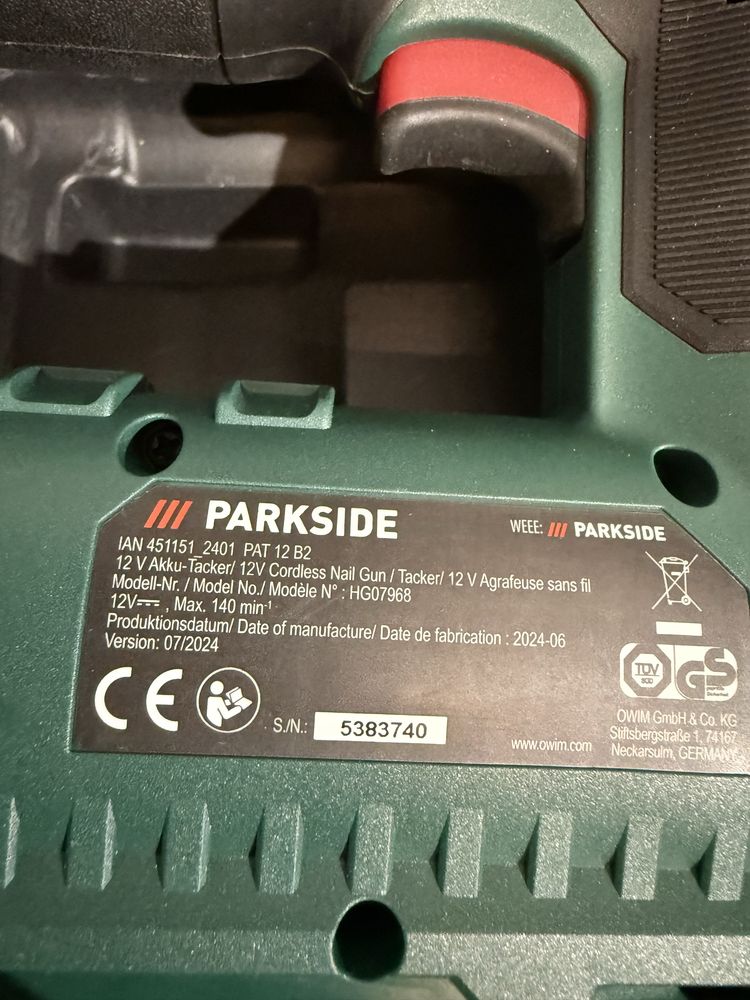 PARKSIDE
WEEE: PARKSIDE
IAN 451151_2401 PAT 12 B2
12 V Akku-Tacker/ 12V Cordless Nail Gun / Tacker/ 12 V Agrafeuse sans fil
Modell-Nr. / Model No./ Modèle N° : HG07968
12V⎓ , Max. 140 min⁻¹
Produktionsdatum/ Date of manufacture/ Date de fabrication : 2024-06
Version: 07/2024
CE
S./N.: 5383740
TÜV
SÜD
GS
OWIM GmbH & Co. KG
Stiftsbergstraße 1, 74167
Neckarsulm, GERMANY
www.owim.com